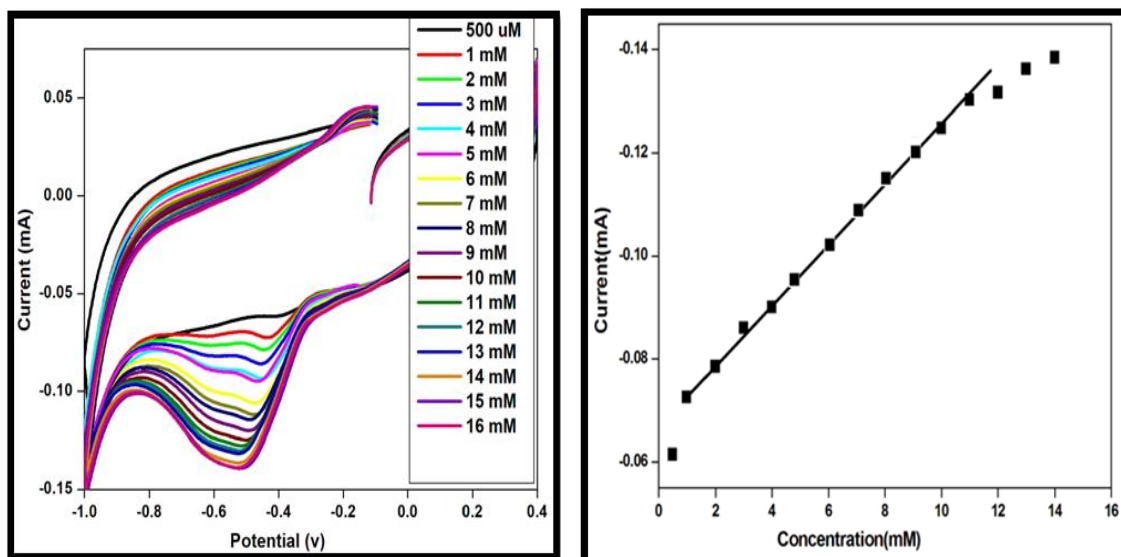 500 uM
1 mM
2 mM
3 mM
4 mM
5 mM
6 mM
7 mM
8 mM
9 mM
10 mM
11 mM
12 mM
13 mM
14 mM
15 mM
16 mM
0.05
0.00
-0.05
-0.10
-0.15
Current (mA)
-1.0 -0.8 -0.6 -0.4 -0.2 0.0 0.2 0.4
Potential (v)
-0.14
-0.12
-0.10
-0.08
-0.06
Current(mA)
0 2 4 6 8 10 12 14 16
Concentration(mM)